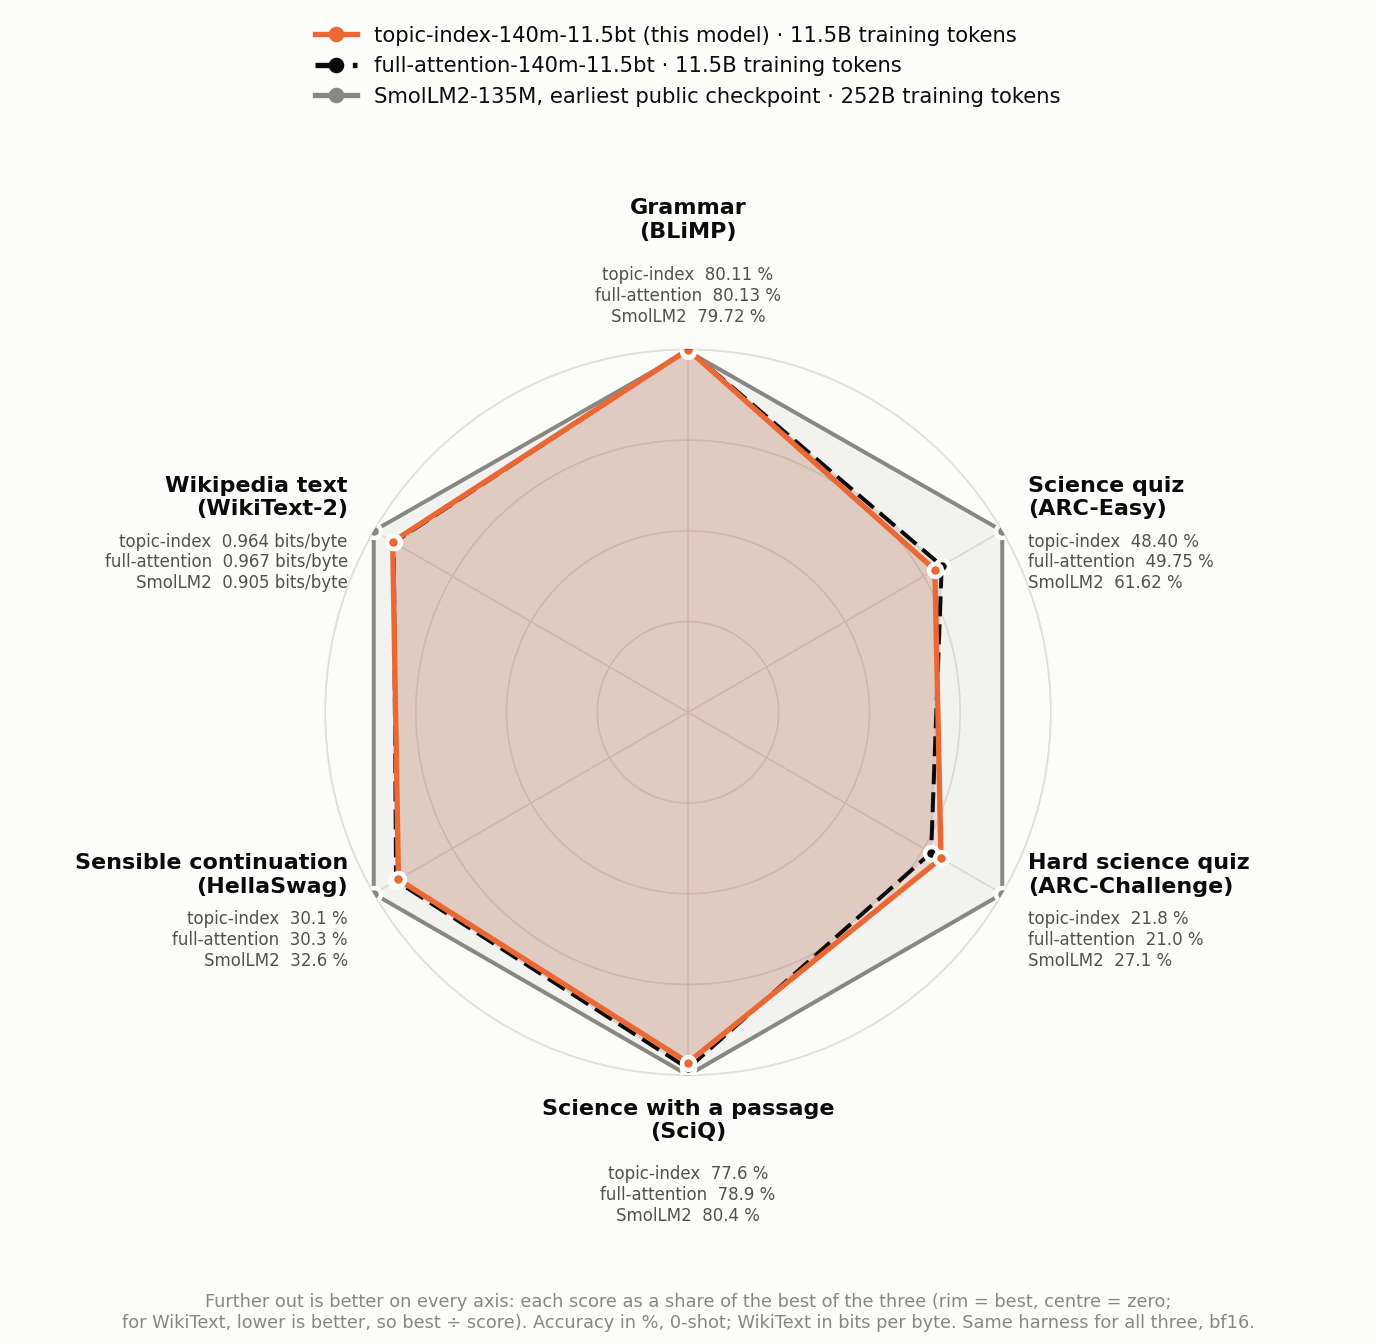 topic-index-140m-11.5bt (this model) · 11.5B training tokens
full-attention-140m-11.5bt · 11.5B training tokens
SmolLM2-135M, earliest public checkpoint · 252B training tokens
Grammar
(BLiMP)
topic-index 80.11 %
full-attention 80.13 %
SmolLM2 79.72 %
Wikipedia text
(WikiText-2)
topic-index 0.964 bits/byte
full-attention 0.967 bits/byte
SmolLM2 0.905 bits/byte
Science quiz
(ARC-Easy)
topic-index 48.40 %
full-attention 49.75 %
SmolLM2 61.62 %
Sensible continuation
(HellaSwag)
topic-index 30.1 %
full-attention 30.3 %
SmolLM2 32.6 %
Hard science quiz
(ARC-Challenge)
topic-index 21.8 %
full-attention 21.0 %
SmolLM2 27.1 %
Science with a passage
(SciQ)
topic-index 77.6 %
full-attention 78.9 %
SmolLM2 80.4 %
Further out is better on every axis: each score as a share of the best of the three (rim = best, centre = zero;
for WikiText, lower is better, so best ÷ score). Accuracy in %, 0-shot; WikiText in bits per byte. Same harness for all three, bf16.